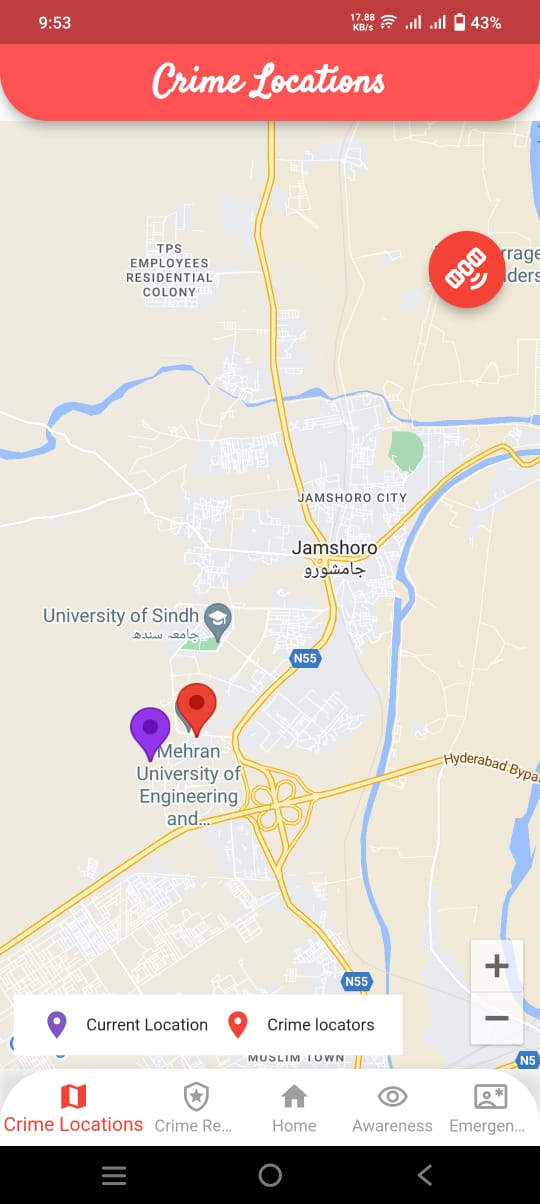 9:53
17.88
KB/s
43%
Crime Locations
TPS
EMPLOYEES
RESIDENTIAL
COLONY
JAMSHORO CITY
Jamshoro
جامشورو
University of Sindh
جامعہ سندھ
N55
Mehran
University of
Engineering
and...
Hyderabad Bypa
N55
Current Location
Crime locators
MUSLIM TOWN
N5
Crime Locations
Crime Re...
Home
Awareness
Emergen...